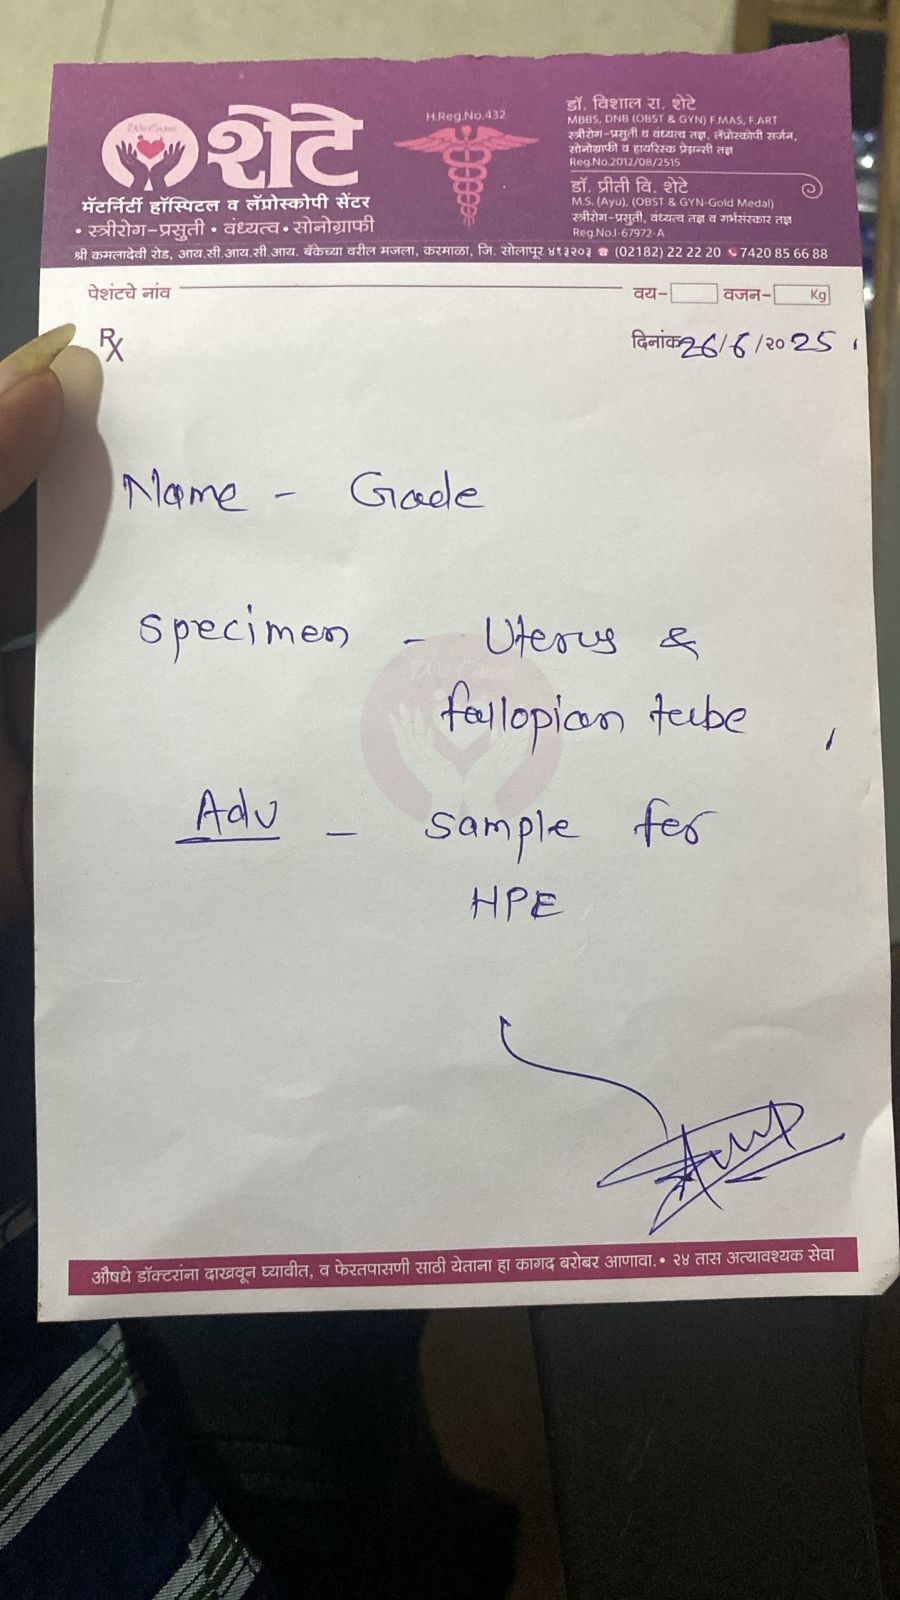 H.Reg.No.432
शेटे
मॅटर्निटी हॉस्पिटल व लॅप्रोस्कोपी सेंटर
• स्त्रीरोग-प्रसुती • वंध्यत्व • सोनोग्राफी
डॉ. विशाल रा. शेटे
MBBS, DNB (OBST & GYN) F.MAS, F.ART
स्त्रीरोग-प्रसुती व वंध्यत्व तज्ञ, लॅप्रोस्कोपी सर्जन,
सोनोग्राफी व हायरिस्क प्रेग्नन्सी तज्ञ
Reg.No.2012/08/2515
डॉ. प्रीती वि. शेटे
M.S. (Ayu), (OBST & GYN-Gold Medal)
स्त्रीरोग-प्रसुती, वंध्यत्व तज्ञ व गर्भसंस्कार तज्ञ
Reg.No.I-67972-A
श्री कमलादेवी रोड, आय.सी.आय.सी.आय. बँकेच्या वरील मजला, करमाळा, जि. सोलापूर ४१३२०३ ☎ (02182) 22 22 20 7420 85 66 88
पेशंटचे नांव वय- वजन- Kg
Rx दिनांक 26/6/२०25
Name - Gade
Specimen - Uterus &
fallopian tube
Adv - Sample for
HPE
औषधे डॉक्टरांना दाखवून घ्यावीत, व फेरतपासणी साठी येताना हा कागद बरोबर आणावा. • २४ तास अत्यावश्यक सेवा